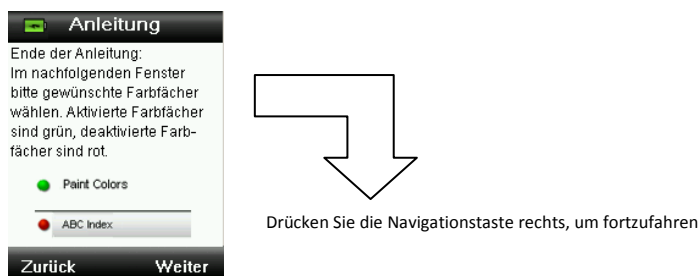 Anleitung
Ende der Anleitung:
Im nachfolgenden Fenster
bitte gewünschte Farbfächer
wählen. Aktivierte Farbfächer
sind grün, deaktivierte Farb-
fächer sind rot.
Paint Colors
ABC Index
Zurück Weiter
Drücken Sie die Navigationstaste rechts, um fortzufahren